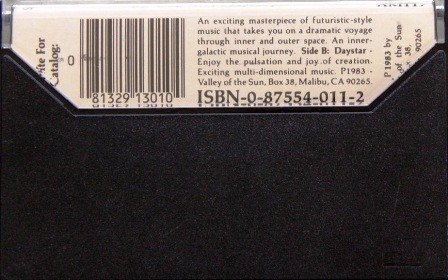 An exciting masterpiece of futuristic-style
music that takes you on a dramatic voyage
through inner and outer space. An inner-
galactic musical journey. Side B: Daystar -
Enjoy the pulsation and joy of creation.
Exciting multi-dimensional music. P1983 -
Valley of the Sun, Box 38, Malibu, CA 90265.
ISBN-0-87554-011-2
For
Catalog:
0
81329 13010
P1983 by
of the Sun
38,
90265